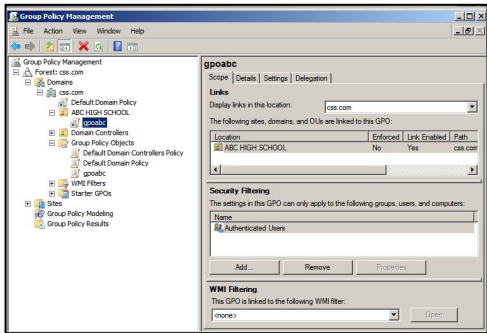 Group Policy Management
File Action View Window Help
Group Policy Management
Forest: css.com
Domains
css.com
Default Domain Policy
ABC HIGH SCHOOL
gpoabc
Domain Controllers
Group Policy Objects
Default Domain Controllers Policy
Default Domain Policy
gpoabc
WMI Filters
Starter GPOs
Sites
Group Policy Modeling
Group Policy Results
gpoabc
Scope Details Settings Delegation
Links
Display links in this location: css.com
The following sites, domains, and OUs are linked to this GPO:
Location Enforced Link Enabled Path
ABC HIGH SCHOOL No Yes css.com
Security Filtering
The settings in this GPO can only apply to the following groups, users, and computers:
Name
Authenticated Users
Add... Remove Properties
WMI Filtering
This GPO is linked to the following WMI filter:
<none> Open